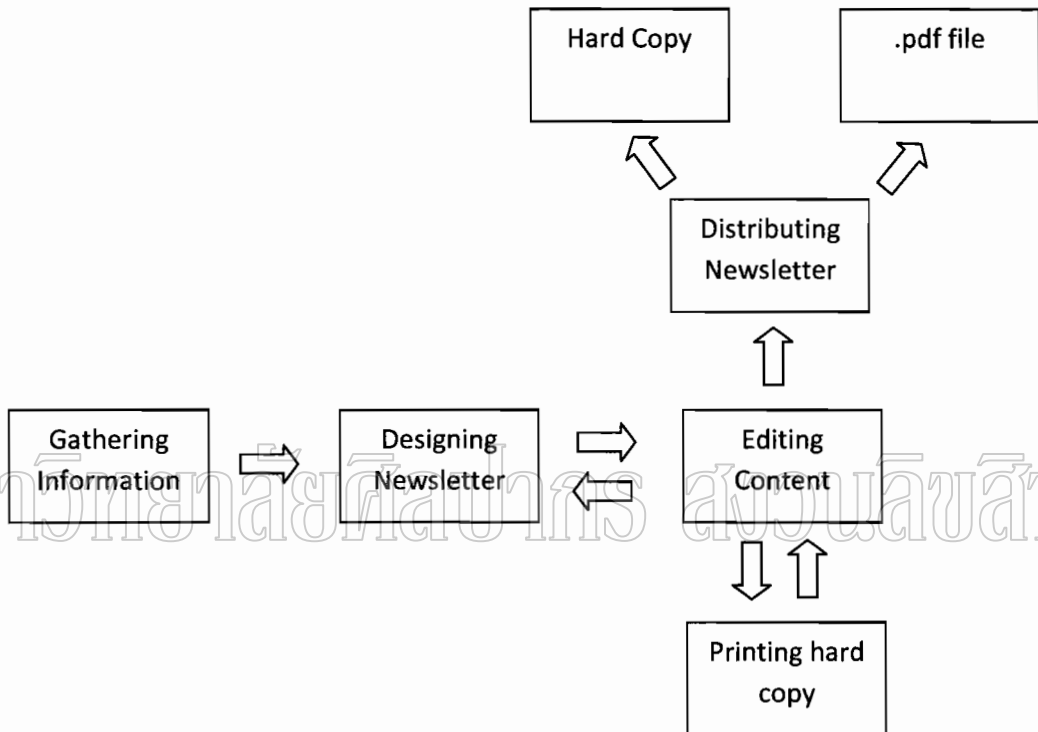 Hard Copy
.pdf file
Distributing
Newsletter
Gathering
Information
Designing
Newsletter
Editing
Content
Printing hard
copy